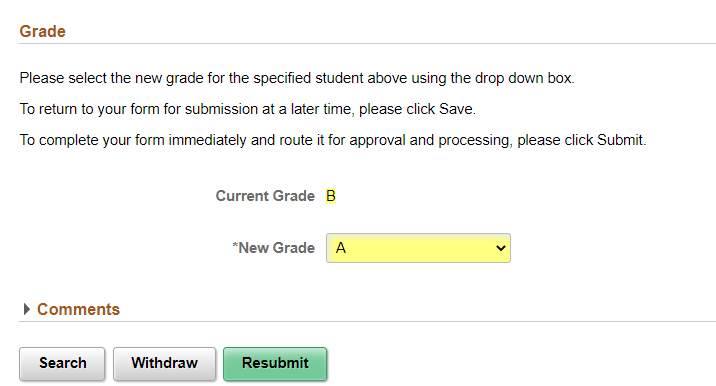 Grade
Please select the new grade for the specified student above using the drop down box.
To return to your form for submission at a later time, please click Save.
To complete your form immediately and route it for approval and processing, please click Submit.
Current Grade B
*New Grade A
Comments
Search Withdraw Resubmit